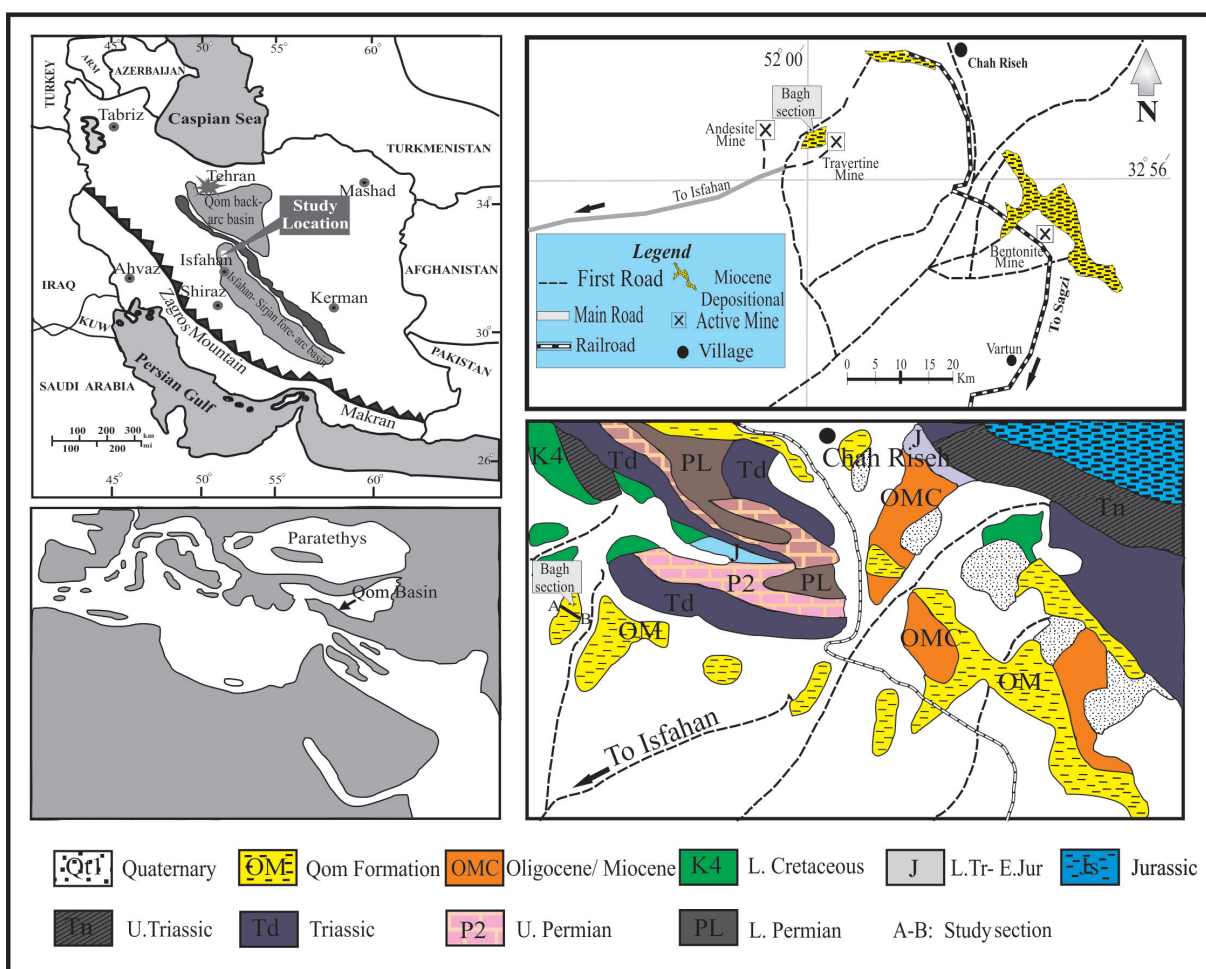 45° 50° 55° 60°
TURKEY
ARM
AZERBAIJAN
Tabriz
Caspian Sea
TURKMENISTAN
Tehran
Mashad
Qom back-
arc basin
34°
Study
Location
Isfahan
Ahvaz
Isfahan- Sirjan fore- arc basin
AFGHANISTAN
IRAQ
Shiraz
Kerman
Zagros Mountain
KUW
30°
PAKISTAN
SAUDI ARABIA
Persian Gulf
Makran
0 100 200 300 km
100 200 mi
26°
45° 50° 55° 60°
52° 00
Chah Riseh
N
Bagh
section
Andesite
Mine
Travertine
Mine
32° 56
To Isfahan
Bentonite
Mine
To Sagzi
Vartun
Legend
First Road
Miocene
Depositional
Main Road
Active Mine
Railroad
Village
0 5 10 15 20
Km
Paratethys
Qom Basin
K4
Td
PL
Td
Chah Riseh
J
OMC
Tn
J
Bagh
section
A
B
P2
PL
Td
OM
OMC
OM
To Isfahan
Qt1 Quaternary
OM Qom Formation
OMC Oligocene/ Miocene
K4 L. Cretaceous
J L.Tr- E.Jur
Js Jurassic
Tn U.Triassic
Td Triassic
P2 U. Permian
PL L. Permian
A-B: Study section